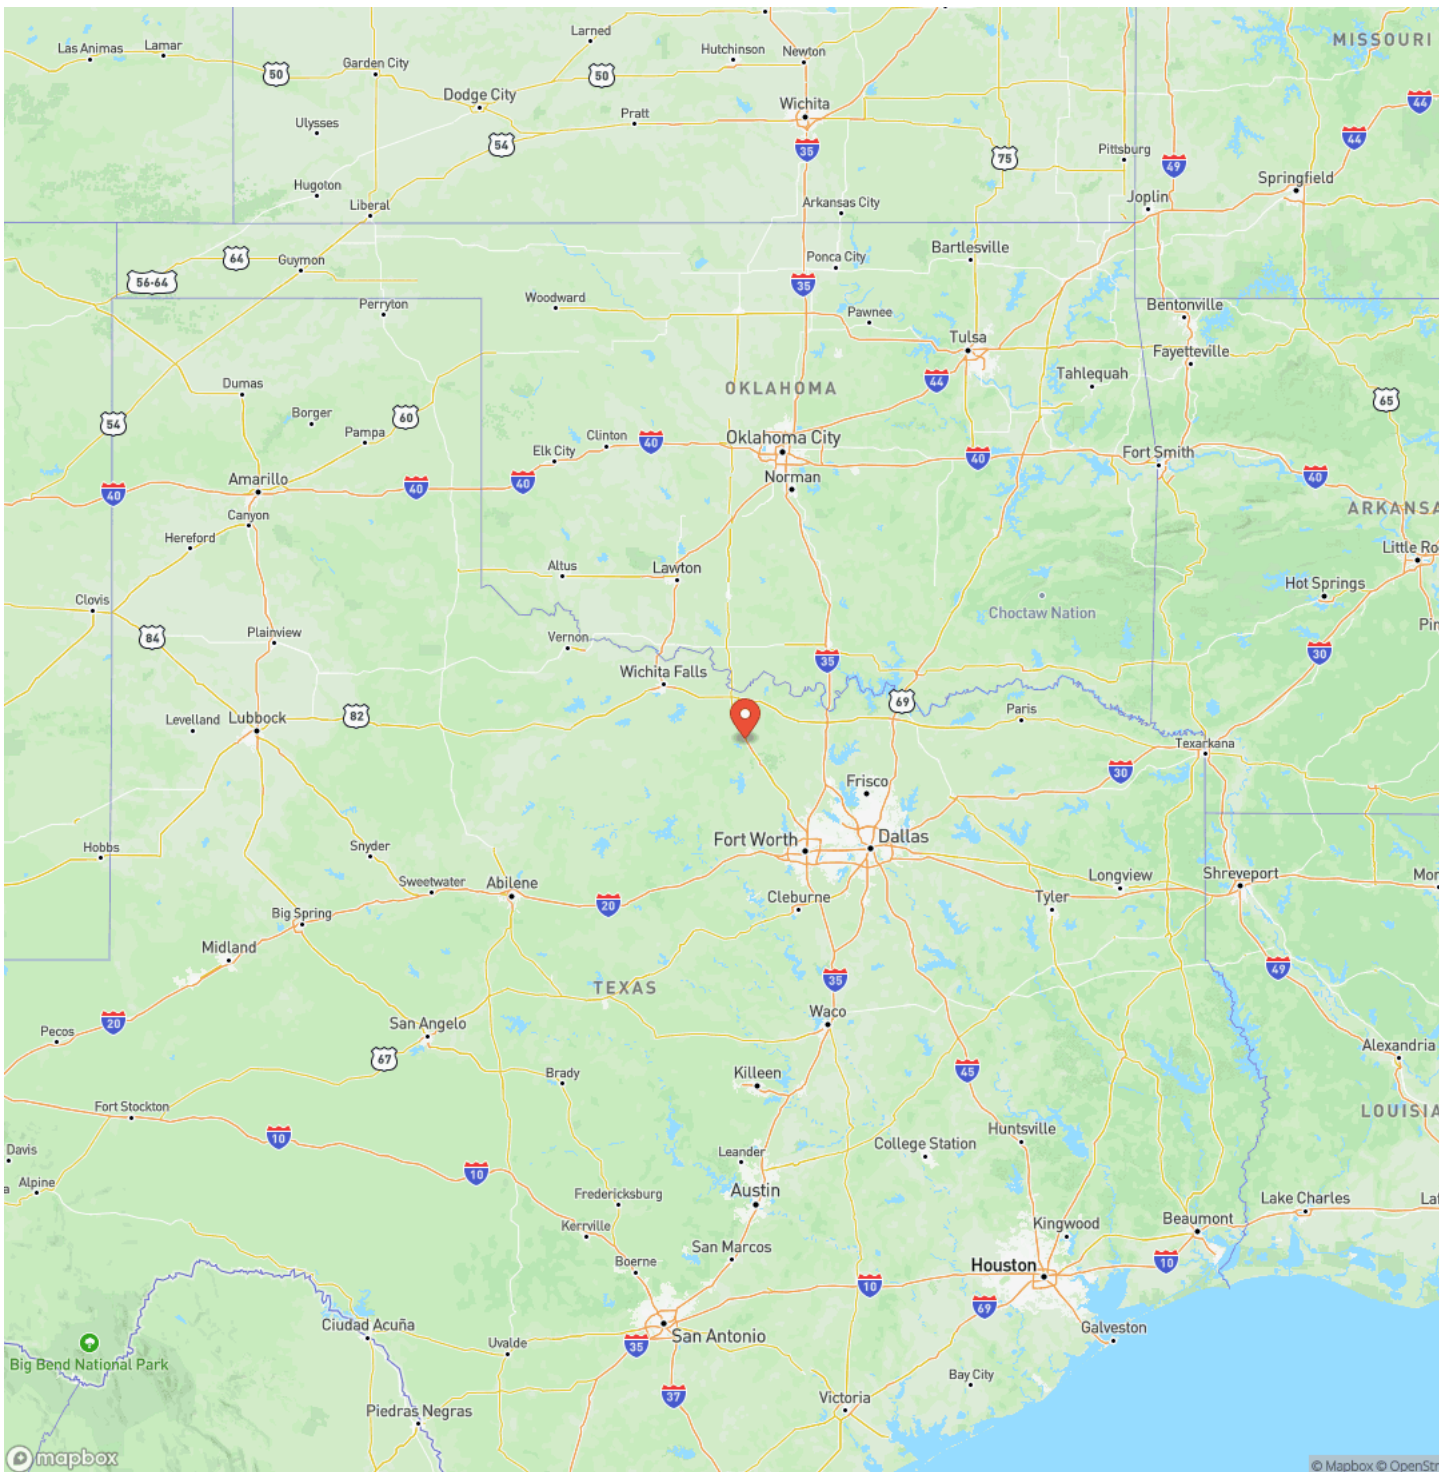 MISSOURI
Larned
Las Animas
Lamar
Hutchinson
Newton
Garden City
50
50
Dodge City
Wichita
44
Pratt
Ulysses
54
35
44
75
Pittsburg
49
Hugoton
Springfield
Liberal
Arkansas City
Joplin
Bartlesville
64
Guymon
Ponca City
56-64
35
Perryton
Woodward
Pawnee
Bentonville
Tulsa
Fayetteville
Dumas
44
Tahlequah
OKLAHOMA
65
Borger
60
54
Pampa
Clinton
40
Oklahoma City
Elk City
40
Fort Smith
Amarillo
40
40
40
Norman
40
Canyon
ARKANSA
Hereford
Little Ro
Altus
Lawton
Hot Springs
Clovis
Choctaw Nation
84
Plainview
Vernon
Pin
35
30
Wichita Falls
69
Levelland
Lubbock
82
Paris
Texarkana
30
Frisco
Fort Worth
Dallas
Hobbs
Snyder
Sweetwater
Abilene
Longview
Shreveport
Mor
20
Cleburne
Tyler
Big Spring
Midland
49
35
TEXAS
Waco
20
Pecos
San Angelo
67
Alexandria
Brady
Killeen
45
Fort Stockton
LOUISIA
10
Huntsville
College Station
Davis
Leander
10
a
Alpine
Fredericksburg
Austin
Lake Charles
Laf
Kerrville
Kingwood
Beaumont
San Marcos
Boerne
Houston
10
10
69
Ciudad Acuña
Galveston
Uvalde
35
San Antonio
Big Bend National Park
Bay City
37
Victoria
Piedras Negras
mapbox
© Mapbox © OpenStr